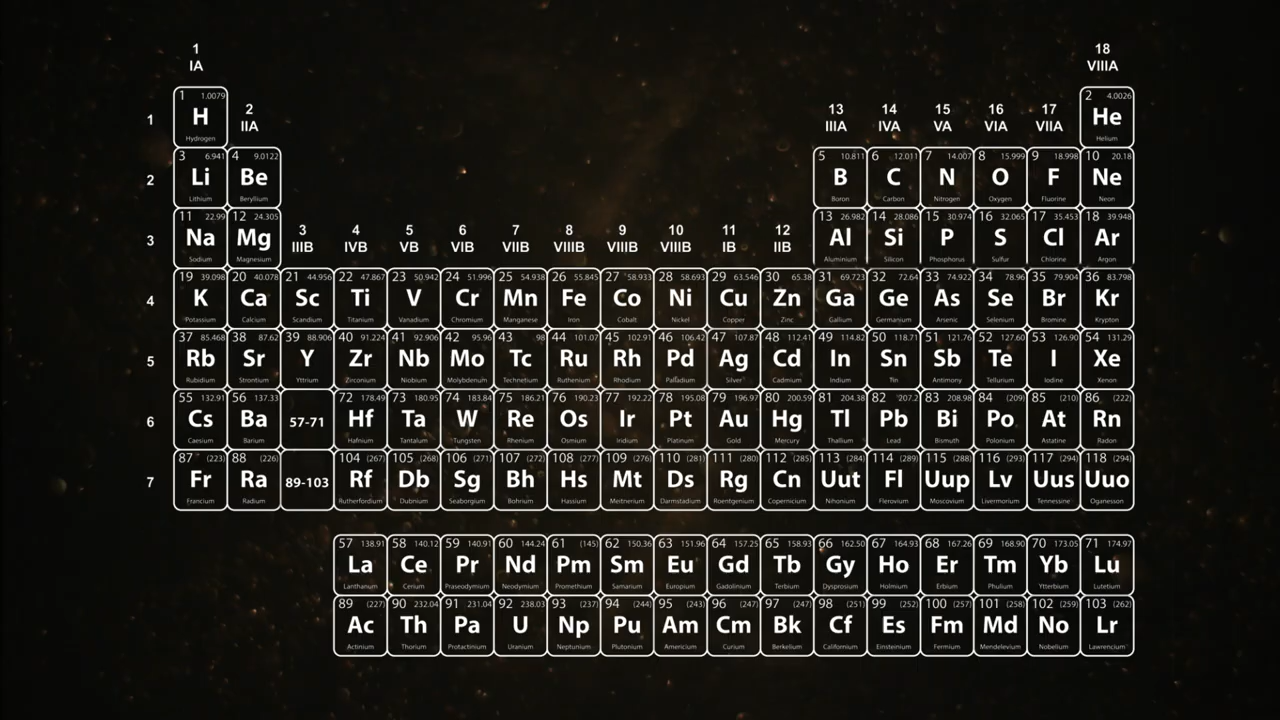 1 18
IA VIIIA
1 1.0079 2 4.0026
1 H 2 13 14 15 16 17 He
IIA IIIA IVA VA VIA VIIA
Hydrogen Helium
3 6.941 4 9.0122 5 10.811 6 12.011 7 14.007 8 15.999 9 18.998 10 20.18
2 Li Be B C N O F Ne
Lithium Beryllium Boron Carbon Nitrogen Oxygen Fluorine Neon
11 22.99 12 24.305 13 26.982 14 28.086 15 30.974 16 32.065 17 35.453 18 39.948
3 Na Mg 3 4 5 6 7 8 9 10 11 12 Al Si P S Cl Ar
IIIB IVB VB VIB VIIB VIIIB VIIIB VIIIB IB IIB
Sodium Magnesium Aluminium Silicon Phosphorus Sulfur Chlorine Argon
19 39.098 20 40.078 21 44.956 22 47.867 23 50.942 24 51.996 25 54.938 26 55.845 27 58.933 28 58.693 29 63.546 30 65.38 31 69.723 32 72.64 33 74.922 34 78.96 35 79.904 36 83.798
4 K Ca Sc Ti V Cr Mn Fe Co Ni Cu Zn Ga Ge As Se Br Kr
Potassium Calcium Scandium Titanium Vanadium Chromium Manganese Iron Cobalt Nickel Copper Zinc Gallium Germanium Arsenic Selenium Bromine Krypton
37 85.468 38 87.62 39 88.906 40 91.224 41 92.906 42 95.96 43 98 44 101.07 45 102.91 46 106.42 47 107.87 48 112.41 49 114.82 50 118.71 51 121.76 52 127.60 53 126.90 54 131.29
5 Rb Sr Y Zr Nb Mo Tc Ru Rh Pd Ag Cd In Sn Sb Te I Xe
Rubidium Strontium Yttrium Zirconium Niobium Molybdenum Technetium Ruthenium Rhodium Palladium Silver Cadmium Indium Tin Antimony Tellurium Iodine Xenon
55 132.91 56 137.33 72 178.49 73 180.95 74 183.84 75 186.21 76 190.23 77 192.22 78 195.08 79 196.97 80 200.59 81 204.38 82 207.2 83 208.98 84 (209) 85 (210) 86 (222)
6 Cs Ba 57-71 Hf Ta W Re Os Ir Pt Au Hg Tl Pb Bi Po At Rn
Caesium Barium Hafnium Tantalum Tungsten Rhenium Osmium Iridium Platinum Gold Mercury Thallium Lead Bismuth Polonium Astatine Radon
87 (223) 88 (226) 104 (267) 105 (268) 106 (271) 107 (272) 108 (277) 109 (276) 110 (281) 111 (280) 112 (285) 113 (284) 114 (289) 115 (288) 116 (293) 117 (294) 118 (294)
7 Fr Ra 89-103 Rf Db Sg Bh Hs Mt Ds Rg Cn Uut Fl Uup Lv Uus Uuo
Francium Radium Rutherfordium Dubnium Seaborgium Bohrium Hassium Meitnerium Darmstadium Roentgenium Copernicium Nihonium Flerovium Moscovium Livermorium Tennessine Oganesson
57 138.91 58 140.12 59 140.91 60 144.24 61 (145) 62 150.36 63 151.96 64 157.25 65 158.93 66 162.50 67 164.93 68 167.26 69 168.90 70 173.05 71 174.97
La Ce Pr Nd Pm Sm Eu Gd Tb Gy Ho Er Tm Yb Lu
Lanthanum Cerium Praseodymium Neodymium Promethium Samarium Europium Gadolinium Terbium Dysprosium Holmium Erbium Phulium Ytterbium Lutetium
89 (227) 90 232.04 91 231.04 92 238.03 93 (237) 94 (244) 95 (243) 96 (247) 97 (247) 98 (251) 99 (252) 100 (257) 101 (258) 102 (259) 103 (262)
Ac Th Pa U Np Pu Am Cm Bk Cf Es Fm Md No Lr
Actinium Thorium Protactinium Uranium Neptunium Plutonium Americium Curium Berkelium Californium Einsteinium Fermium Mendelevium Nobelium Lawrencium